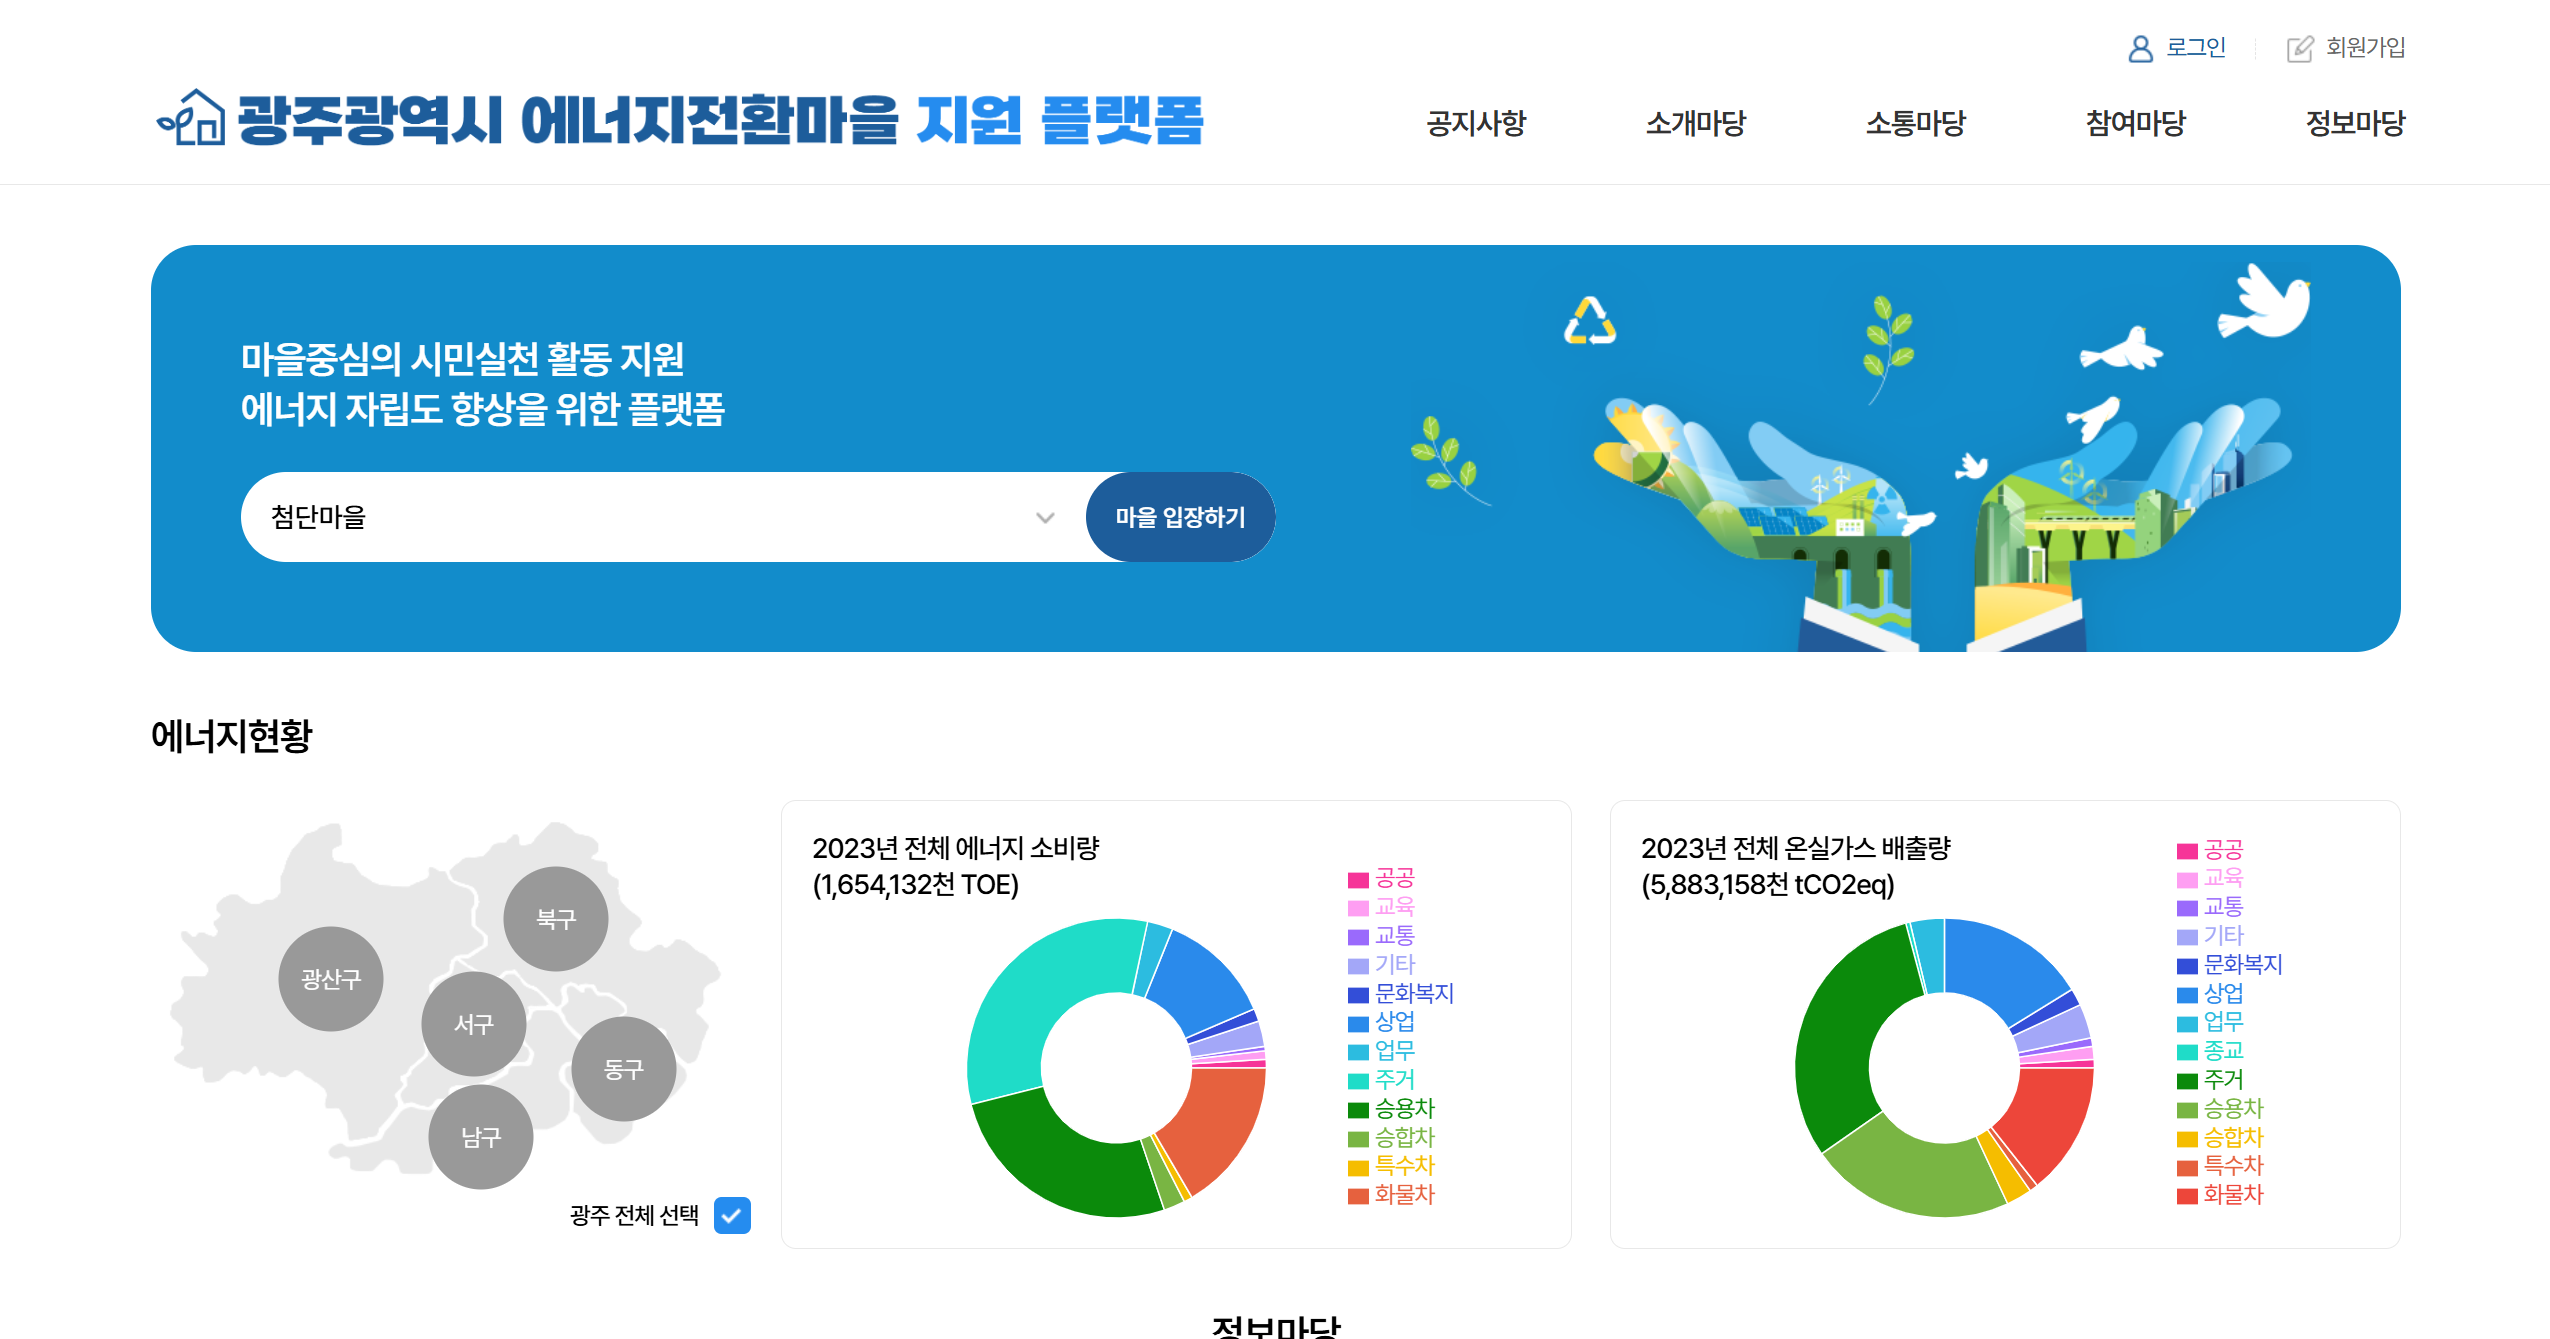 로그인
회원가입
광주광역시 에너지전환마을 지원 플랫폼
공지사항
소개마당
소통마당
참여마당
정보마당
마을중심의 시민실천 활동 지원
에너지 자립도 향상을 위한 플랫폼
첨단마을
마을 입장하기
에너지현황
북구
광산구
서구
동구
남구
광주 전체 선택
2023년 전체 에너지 소비량
(1,654,132천 TOE)
공공
교육
교통
기타
문화복지
상업
업무
주거
승용차
승합차
특수차
화물차
2023년 전체 온실가스 배출량
(5,883,158천 tCO2eq)
공공
교육
교통
기타
문화복지
상업
업무
종교
주거
승용차
승합차
특수차
화물차
정보마당